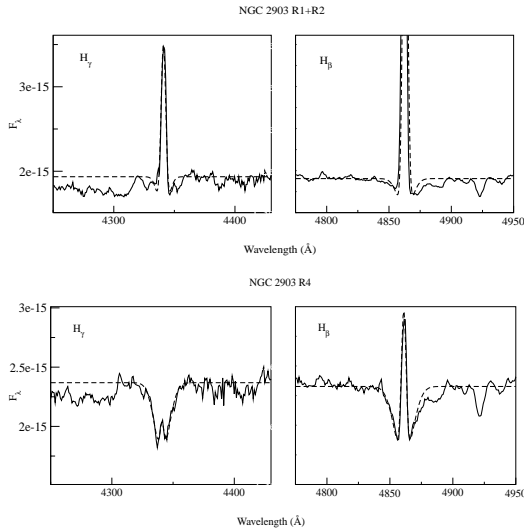 NGC 2903 R1+R2
Hγ
Hβ
3e-15
Fλ
2e-15
4300
4400
4800
4850
4900
4950
Wavelength (Å)
NGC 2903 R4
3e-15
Hγ
Hβ
2.5e-15
Fλ
2e-15
4300
4400
4800
4850
4900
4950
Wavelength (Å)